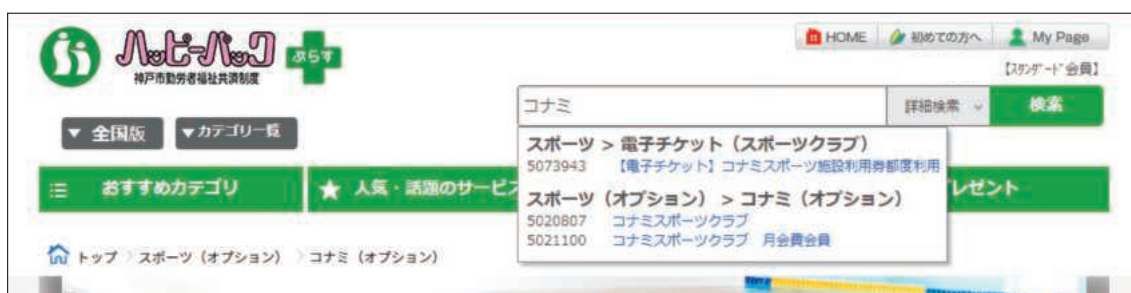 ハッピーパック ぷらす
神戸市勤労者福祉共済制度
HOME 初めての方へ My Page
【スタンダード会員】
コナミ 詳細検索 検索
▼ 全国版 ▼カテゴリ一覧
スポーツ > 電子チケット（スポーツクラブ）
5073943 【電子チケット】コナミスポーツ施設利用券都度利用
おすすめカテゴリ ★ 人気・話題のサービス レゼント
スポーツ（オプション） > コナミ（オプション）
5020807 コナミスポーツクラブ
5021100 コナミスポーツクラブ 月会費会員
トップ 〉 スポーツ（オプション） 〉 コナミ（オプション）